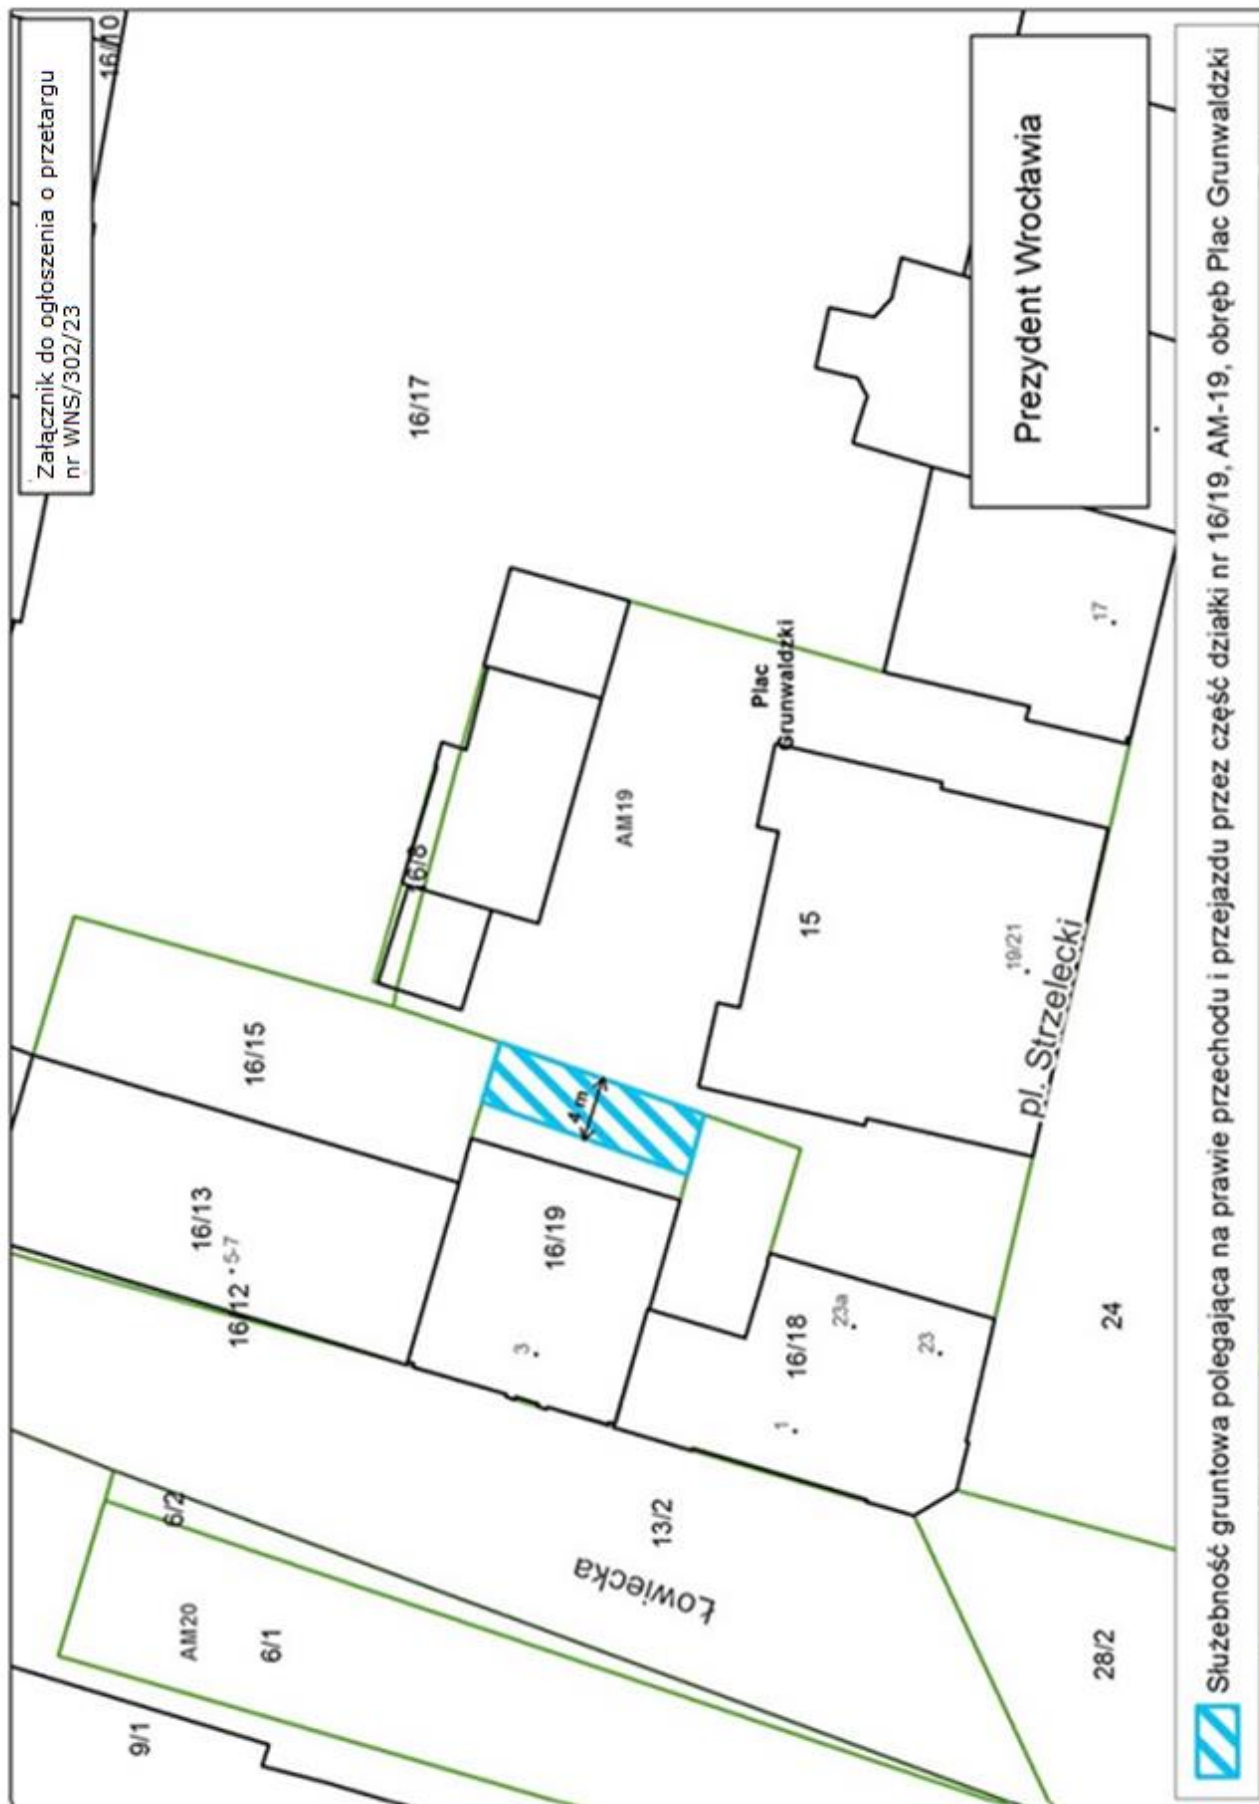 Załącznik do ogłoszenia o przetargu
nr WNS/302/23
16/10
16/17
Prezydent Wrocławia
17
Plac
Grunwaldzki
AM19
16/8
15
19/21
pl. Strzelecki
16/15
4 m
16/13
16/12
5-7
16/19
3
16/18
23a
23
1
24
6/2
13/2
Łowiecka
AM20
6/1
28/2
9/1
Służebność gruntowa polegająca na prawie przechodu i przejazdu przez część działki nr 16/19, AM-19, obręb Plac Grunwaldzki